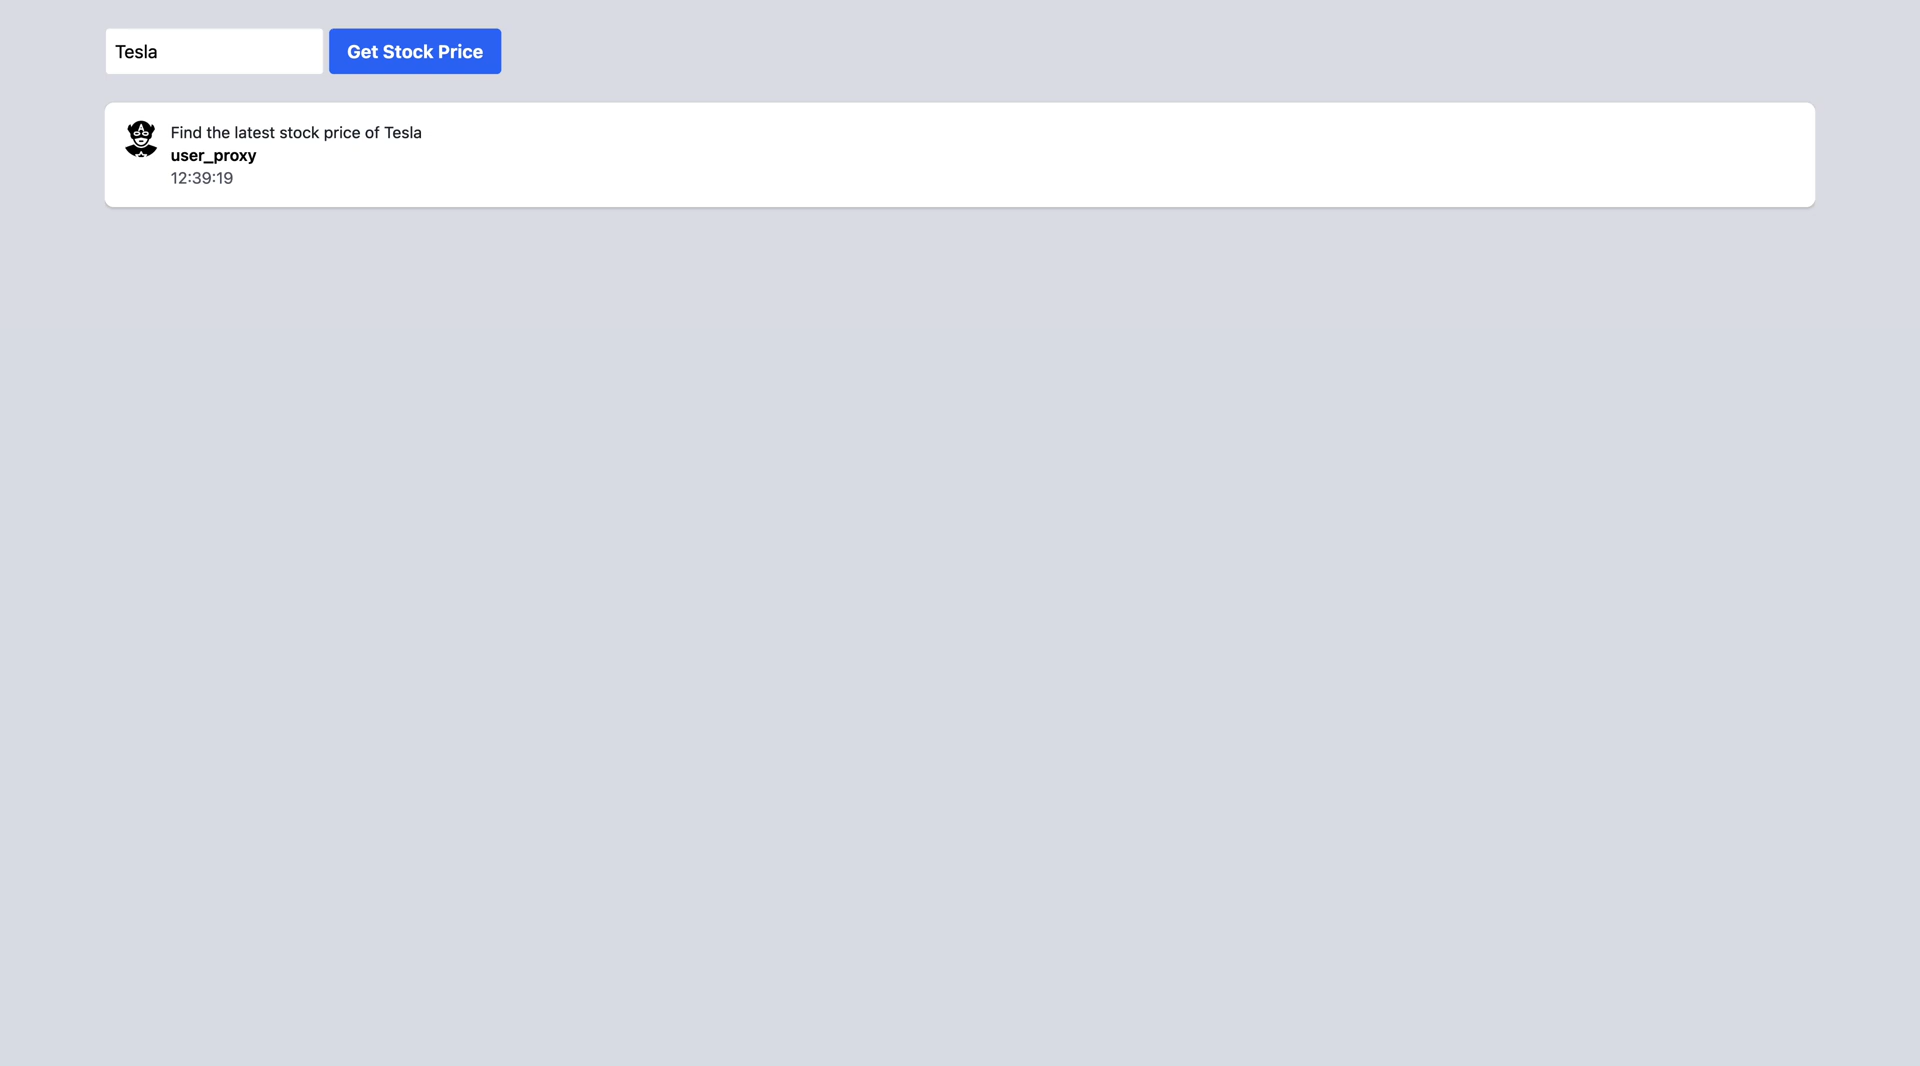 Tesla
Get Stock Price
Find the latest stock price of Tesla
user_proxy
12:39:19